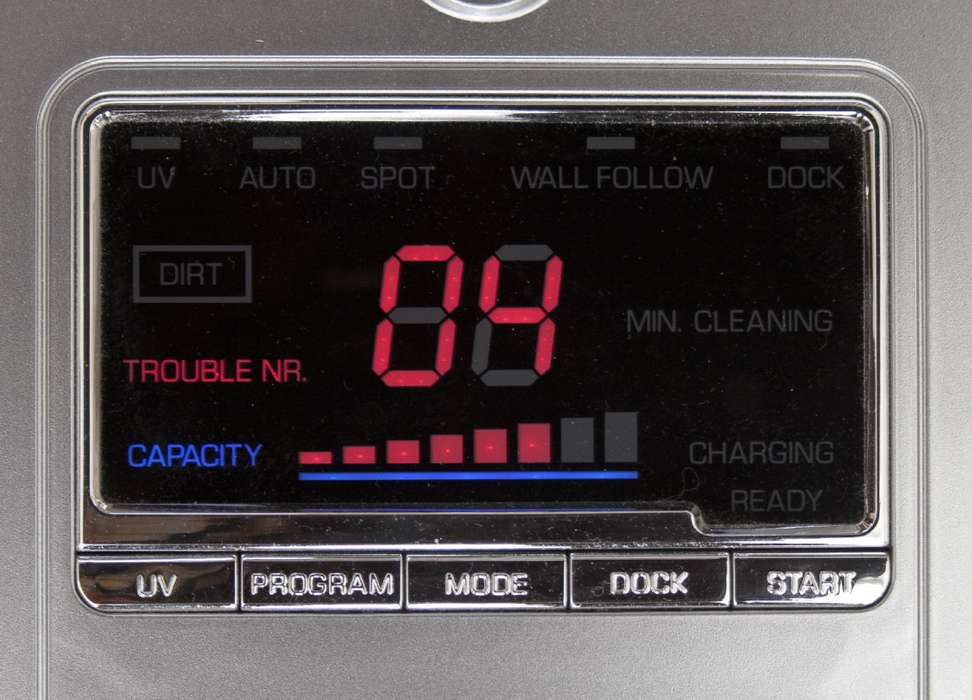 UV AUTO SPOT WALL FOLLOW DOCK
DIRT
04
MIN. CLEANING
TROUBLE NR.
CAPACITY
CHARGING
READY
UV PROGRAM MODE DOCK START